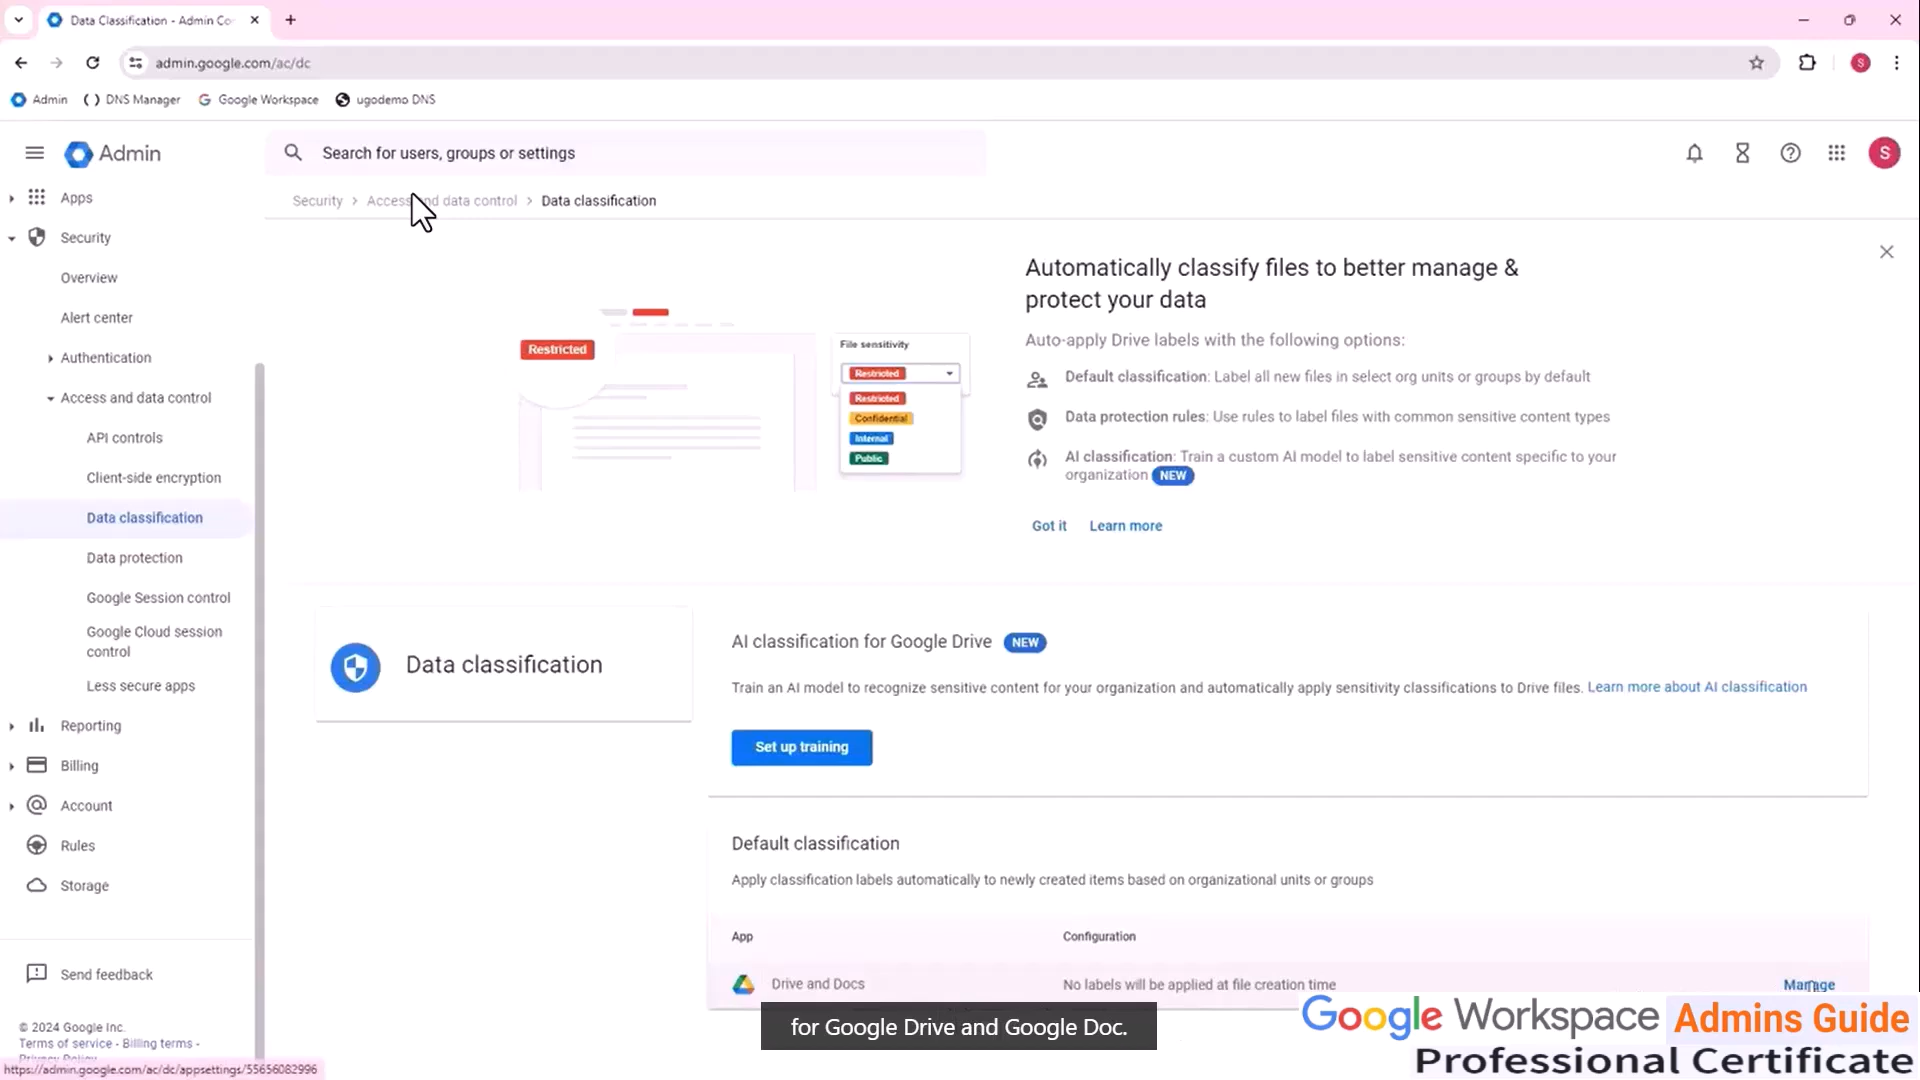 Data Classification - Admin Co
admin.google.com/ac/dc
S
Admin
DNS Manager
Google Workspace
ugodemo DNS
Admin
Search for users, groups or settings
S
Security > Access and data control > Data classification
Apps
Security
Overview
Alert center
Authentication
Access and data control
API controls
Client-side encryption
Data classification
Data protection
Google Session control
Google Cloud session
control
Less secure apps
Reporting
Billing
Account
Rules
Storage
Send feedback
© 2024 Google Inc.
Terms of service - Billing terms -
Privacy Policy
https://admin.google.com/ac/dc/appsettings/55656082996
Restricted
File sensitivity
Restricted
Restricted
Confidential
Internal
Public
Automatically classify files to better manage &
protect your data
Auto-apply Drive labels with the following options:
Default classification: Label all new files in select org units or groups by default
Data protection rules: Use rules to label files with common sensitive content types
AI classification: Train a custom AI model to label sensitive content specific to your
organization NEW
Got it Learn more
Data classification
AI classification for Google Drive NEW
Train an AI model to recognize sensitive content for your organization and automatically apply sensitivity classifications to Drive files. Learn more about AI classification
Set up training
Default classification
Apply classification labels automatically to newly created items based on organizational units or groups
App Configuration
Drive and Docs No labels will be applied at file creation time Manage
for Google Drive and Google Doc.
Google Workspace Admins Guide
Professional Certificate